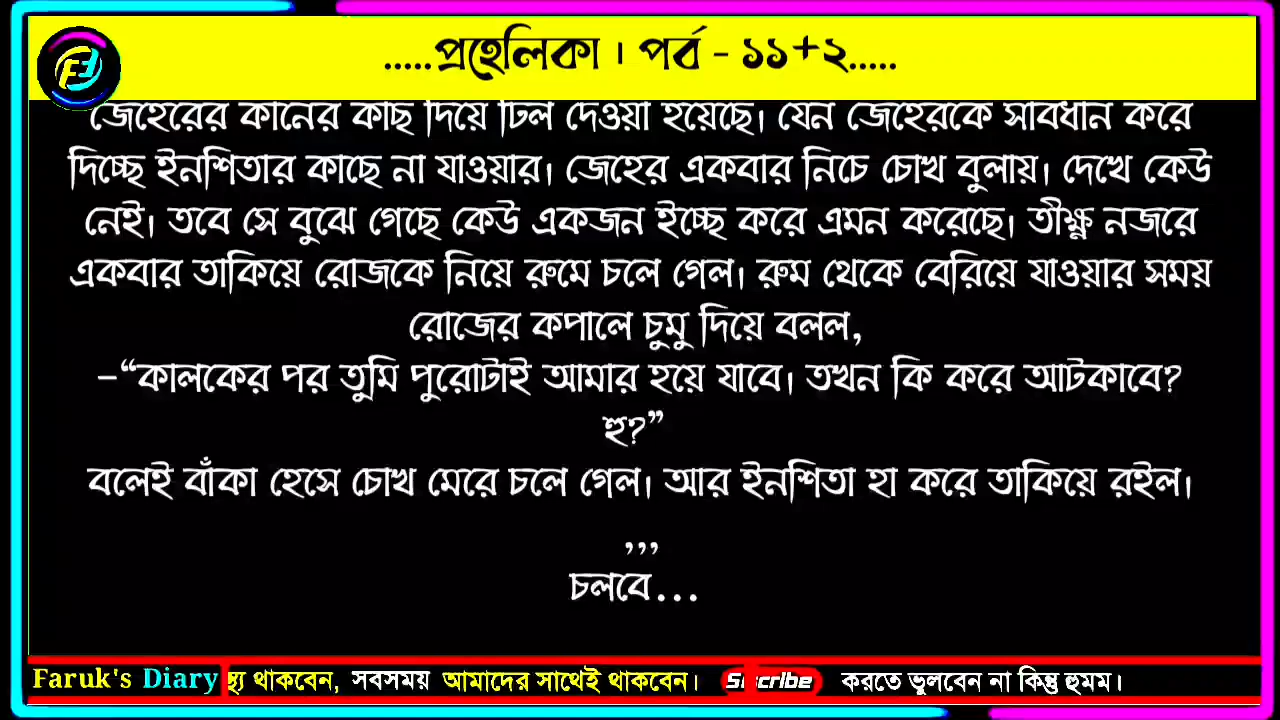 .....প্রহেলিকা । পর্ব - ১১+২.....
জেহেরের কানের কাছ দিয়ে ঢিল দেওয়া হয়েছে। যেন জেহেরকে সাবধান করে
দিচ্ছে ইনশিতার কাছে না যাওয়ার। জেহের একবার নিচে চোখ বুলায়। দেখে কেউ
নেই। তবে সে বুঝে গেছে কেউ একজন ইচ্ছে করে এমন করেছে। তীক্ষ্ণ নজরে
একবার তাকিয়ে রোজকে নিয়ে রুমে চলে গেল। রুম থেকে বেরিয়ে যাওয়ার সময়
রোজের কপালে চুমু দিয়ে বলল,
-“কালকের পর তুমি পুরোটাই আমার হয়ে যাবে। তখন কি করে আটকাবে?
হু?”
বলেই বাঁকা হেসে চোখ মেরে চলে গেল। আর ইনশিতা হা করে তাকিয়ে রইল।
,,,
চলবে...
Faruk's Diary থাকবেন, সবসময় আমাদের সাথেই থাকবেন। করতে ভূলবেন না কিন্তু হুমম।